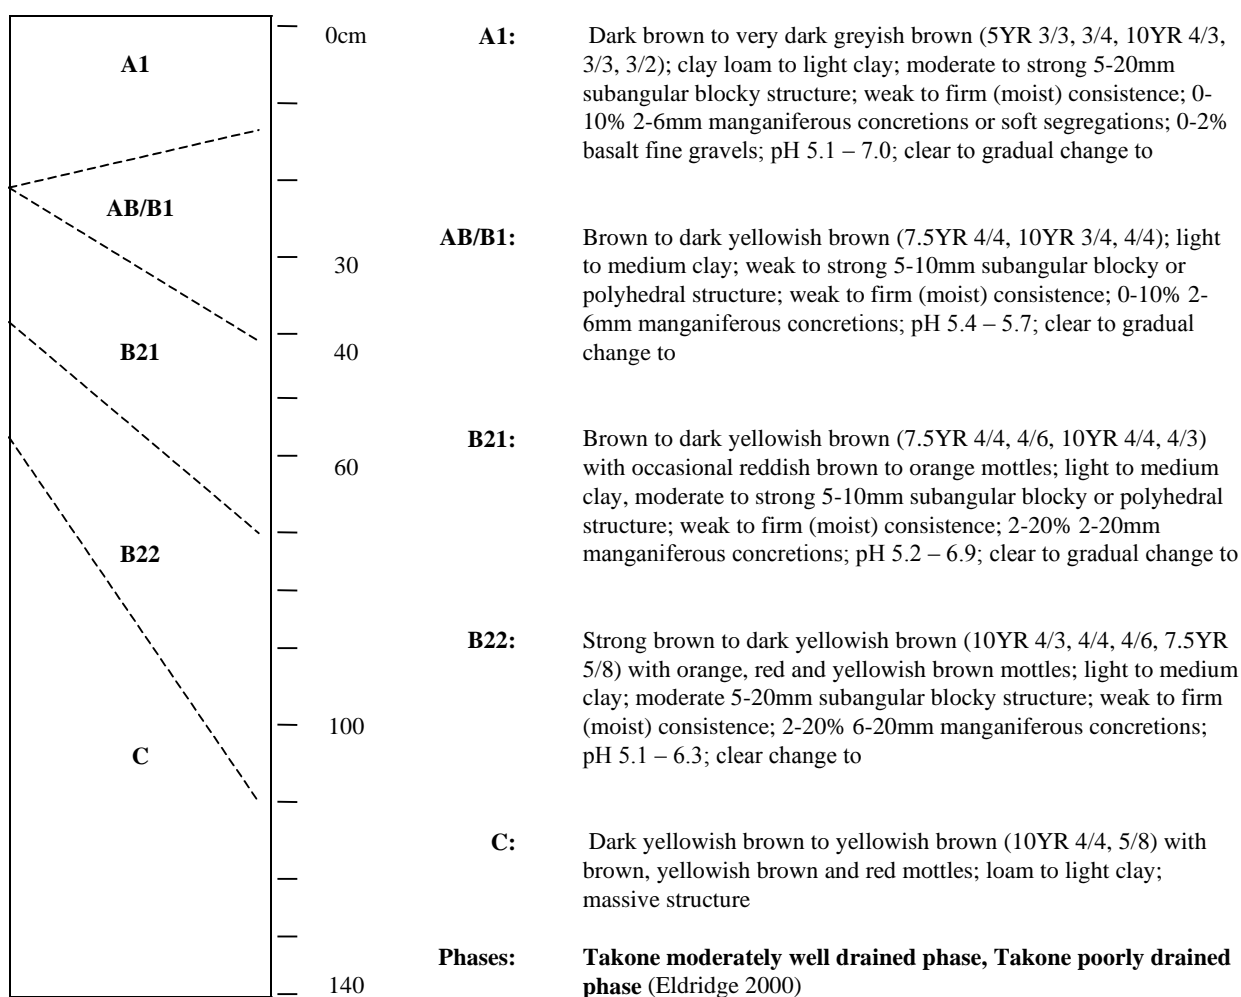 A1
AB/B1
B21
B22
C
0cm
30
40
60
100
140
A1: Dark brown to very dark greyish brown (5YR 3/3, 3/4, 10YR 4/3,
3/3, 3/2); clay loam to light clay; moderate to strong 5-20mm
subangular blocky structure; weak to firm (moist) consistence; 0-
10% 2-6mm manganiferous concretions or soft segregations; 0-2%
basalt fine gravels; pH 5.1 – 7.0; clear to gradual change to
AB/B1: Brown to dark yellowish brown (7.5YR 4/4, 10YR 3/4, 4/4); light
to medium clay; weak to strong 5-10mm subangular blocky or
polyhedral structure; weak to firm (moist) consistence; 0-10% 2-
6mm manganiferous concretions; pH 5.4 – 5.7; clear to gradual
change to
B21: Brown to dark yellowish brown (7.5YR 4/4, 4/6, 10YR 4/4, 4/3)
with occasional reddish brown to orange mottles; light to medium
clay, moderate to strong 5-10mm subangular blocky or polyhedral
structure; weak to firm (moist) consistence; 2-20% 2-20mm
manganiferous concretions; pH 5.2 – 6.9; clear to gradual change to
B22: Strong brown to dark yellowish brown (10YR 4/3, 4/4, 4/6, 7.5YR
5/8) with orange, red and yellowish brown mottles; light to medium
clay; moderate 5-20mm subangular blocky structure; weak to firm
(moist) consistence; 2-20% 6-20mm manganiferous concretions;
pH 5.1 – 6.3; clear change to
C: Dark yellowish brown to yellowish brown (10YR 4/4, 5/8) with
brown, yellowish brown and red mottles; loam to light clay;
massive structure
Phases: Takone moderately well drained phase, Takone poorly drained
phase (Eldridge 2000)